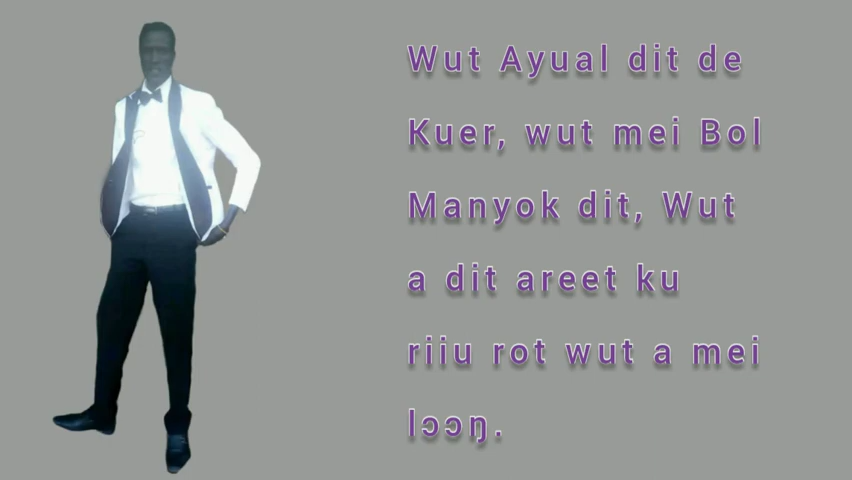 Wut Ayual dit de
Kuer, wut mei Bol
Manyok dit, Wut
a dit areet ku
riiu rot wut a mei
lɔɔŋ.